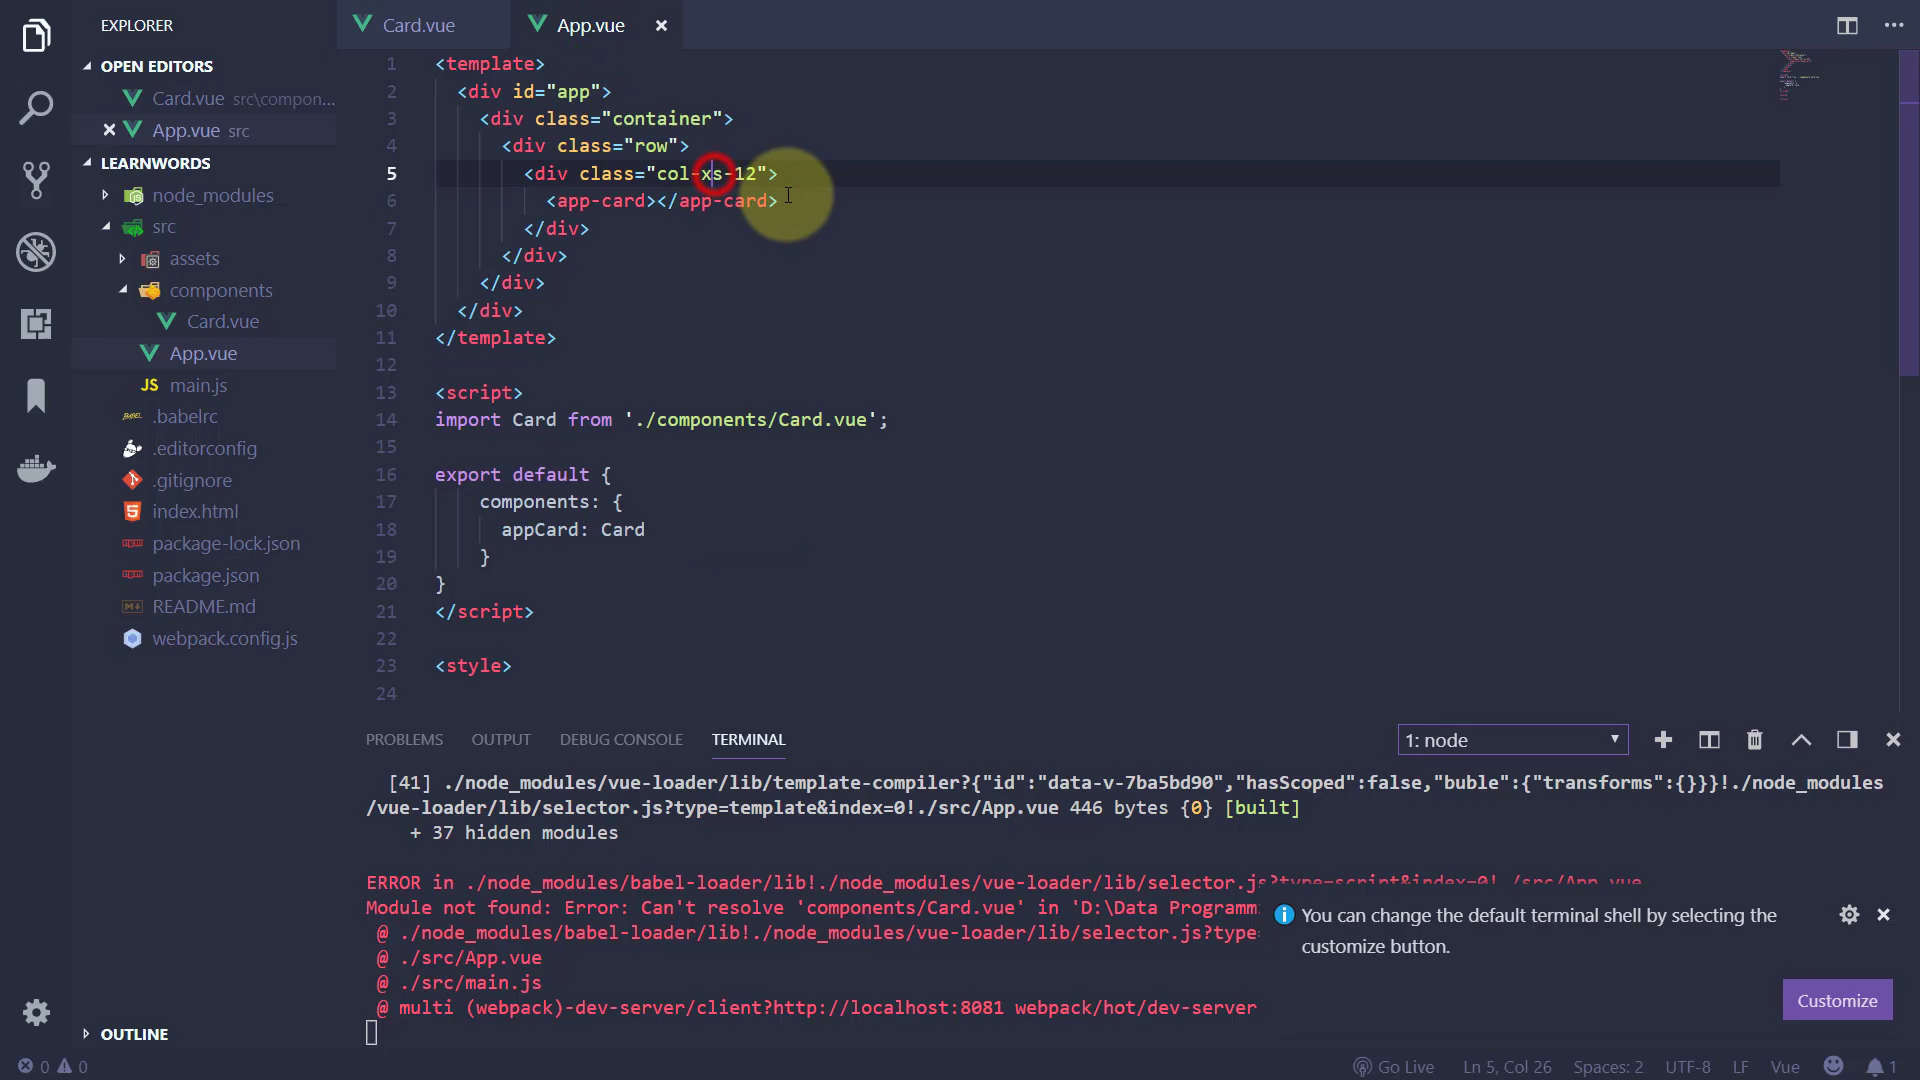 EXPLORER
OPEN EDITORS
Card.vue src\compon...
App.vue src
LEARNWORDS
node_modules
src
assets
components
Card.vue
App.vue
JS main.js
.babelrc
.editorconfig
.gitignore
index.html
package-lock.json
package.json
README.md
webpack.config.js
OUTLINE
Card.vue
App.vue
1 <template>
2 <div id="app">
3 <div class="container">
4 <div class="row">
5 <div class="col-xs-12">
6 <app-card></app-card>
7 </div>
8 </div>
9 </div>
10 </div>
11 </template>
12
13 <script>
14 import Card from './components/Card.vue';
15
16 export default {
17 components: {
18 appCard: Card
19 }
20 }
21 </script>
22
23 <style>
24
PROBLEMS OUTPUT DEBUG CONSOLE TERMINAL
1: node
[41] ./node_modules/vue-loader/lib/template-compiler?{"id":"data-v-7ba5bd90","hasScoped":false,"buble":{"transforms":{}}}!./node_modules
/vue-loader/lib/selector.js?type=template&index=0!./src/App.vue 446 bytes {0} [built]
+ 37 hidden modules
ERROR in ./node_modules/babel-loader/lib!./node_modules/vue-loader/lib/selector.js?type=script&index=0!./src/App.vue
Module not found: Error: Can't resolve 'components/Card.vue' in 'D:\Data Programm
@ ./node_modules/babel-loader/lib!./node_modules/vue-loader/lib/selector.js?type=
@ ./src/App.vue
@ ./src/main.js
@ multi (webpack)-dev-server/client?http://localhost:8081 webpack/hot/dev-server
You can change the default terminal shell by selecting the
customize button.
Customize
0 0
Go Live Ln 5, Col 26 Spaces: 2 UTF-8 LF Vue 1